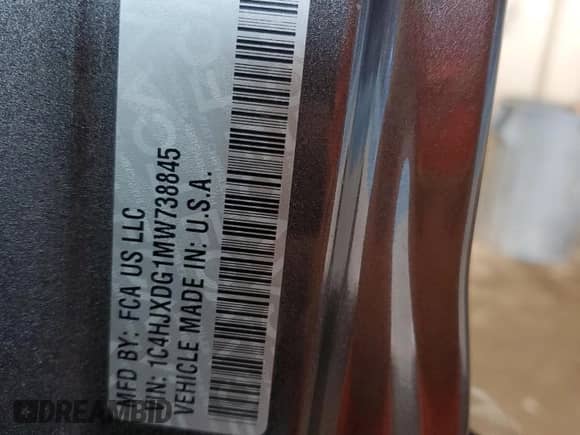 MFD BY: FCA US LLC
VIN: 1C4HJXDG1MW738845
VEHICLE MADE IN: U.S.A.
DREAMBID